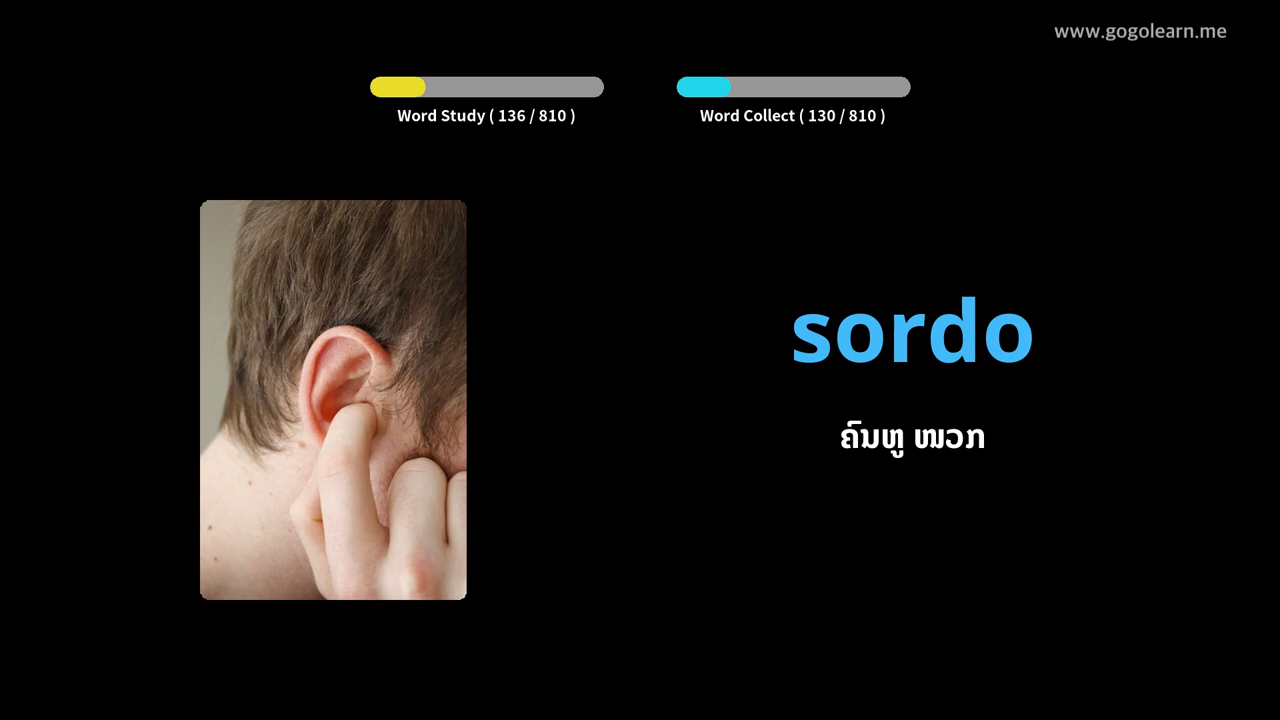 www.gogolearn.me
Word Study ( 136 / 810 )
Word Collect ( 130 / 810 )
sordo
ຄົນຫູ ໜວກ